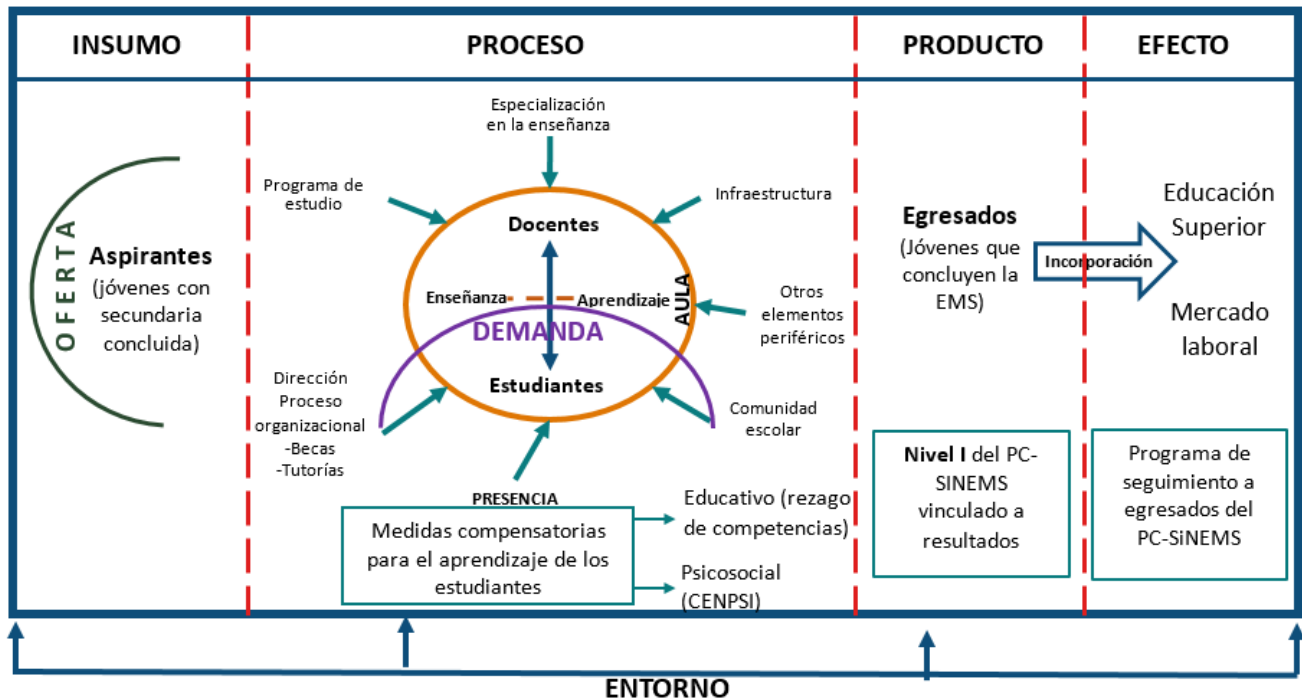 INSUMO
PROCESO
PRODUCTO
EFECTO
OFERTA
Aspirantes
(jóvenes con
secundaria
concluida)
Especialización
en la enseñanza
Programa de
estudio
Infraestructura
Docentes
Enseñanza
Aprendizaje
AULA
DEMANDA
Estudiantes
Otros
elementos
periféricos
Dirección
Proceso
organizacional
-Becas
-Tutorías
Comunidad
escolar
PRESENCIA
Medidas compensatorias
para el aprendizaje de los
estudiantes
Educativo (rezago
de competencias)
Psicosocial
(CENPSI)
Egresados
(Jóvenes que
concluyen la
EMS)
Incorporación
Educación
Superior
Mercado
laboral
Nivel I del PC-
SINEMS
vinculado a
resultados
Programa de
seguimiento a
egresados del
PC-SiNEMS
ENTORNO